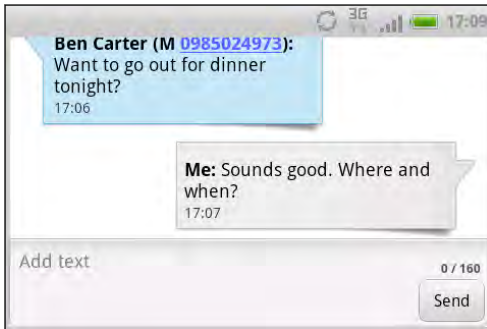 3G 17:09
Ben Carter (M 0985024973):
Want to go out for dinner
tonight?
17:06
Me: Sounds good. Where and
when?
17:07
Add text
0 / 160
Send